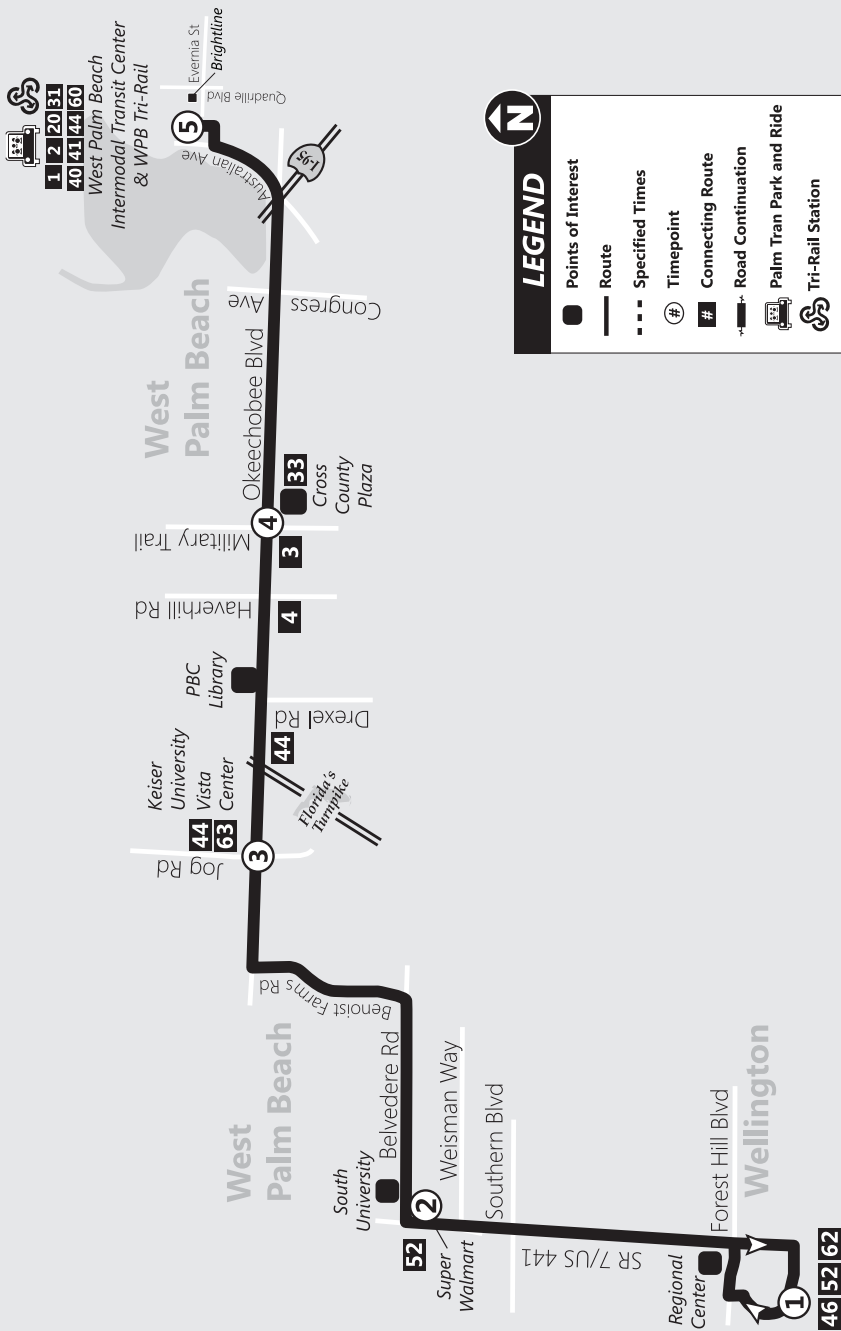 1 2 20 31
40 41 44 60
West Palm Beach
Intermodal Transit Center
& WPB Tri-Rail
Evernia St
Brightline
Quadrille Blvd
5
Australian Ave
I-95
West
Palm Beach
Congress
Ave
Okeechobee Blvd
33
Cross
County
Plaza
4
Military Trail
3
Haverhill Rd
4
PBC
Library
Drexel Rd
44
Keiser
University
Vista
Center
44
63
Florida's
Turnpike
3
Jog Rd
Benoist Farms Rd
West
Palm Beach
Belvedere Rd
South
University
2
52
Super
Walmart
Weisman Way
Southern Blvd
SR 7/US 441
Forest Hill Blvd
Wellington
Regional
Center
1
46 52 62
N
LEGEND
Points of Interest
Route
Specified Times
# Timepoint
# Connecting Route
Road Continuation
Palm Tran Park and Ride
Tri-Rail Station